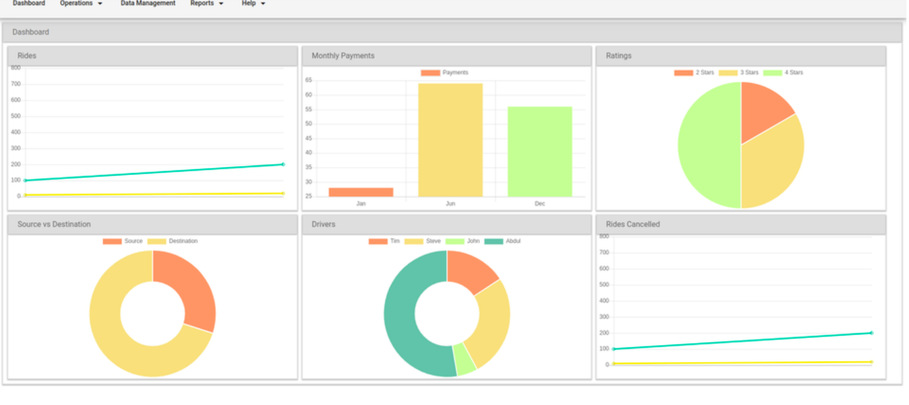 Dashboard Operations Data Management Reports Help
Dashboard
Rides
800
700
600
500
400
300
200
100
0
Monthly Payments
Payments
65
60
55
50
45
40
35
30
25
Jan Jun Dec
Ratings
2 Stars 3 Stars 4 Stars
Source vs Destination
Source Destination
Drivers
Tim Steve John Abdul
Rides Cancelled
800
700
600
500
400
300
200
100
0